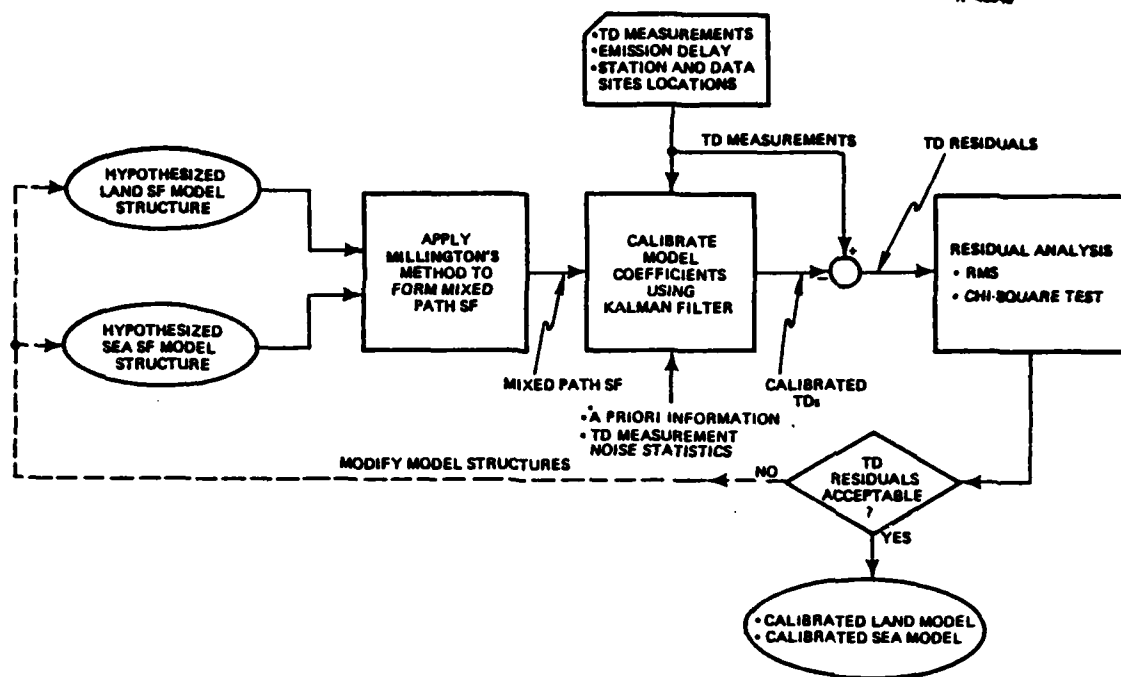 •TD MEASUREMENTS
•EMISSION DELAY
•STATION AND DATA
SITES LOCATIONS
TD MEASUREMENTS
TD RESIDUALS
HYPOTHESIZED
LAND SF MODEL
STRUCTURE
HYPOTHESIZED
SEA SF MODEL
STRUCTURE
APPLY
MILLINGTON'S
METHOD TO
FORM MIXED
PATH SF
CALIBRATE
MODEL
COEFFICIENTS
USING
KALMAN FILTER
+
−
RESIDUAL ANALYSIS
• RMS
• CHI-SQUARE TEST
MIXED PATH SF
CALIBRATED
TDs
•A PRIORI INFORMATION
•TD MEASUREMENT
NOISE STATISTICS
MODIFY MODEL STRUCTURES
NO
TD
RESIDUALS
ACCEPTABLE
?
YES
•CALIBRATED LAND MODEL
•CALIBRATED SEA MODEL